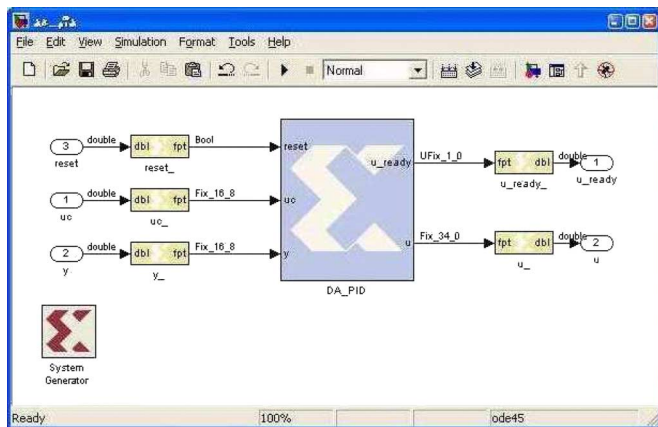 File Edit View Simulation Format Tools Help
Normal
3 double dbl fpt Bool reset
reset reset_
u_ready UFix_1_0 fpt dbl double 1
u_ready_ u_ready
1 double dbl fpt Fix_16_8 uc
uc uc_
2 double dbl fpt Fix_16_8 y
y y_
u Fix_34_0 fpt dbl double 2
u_ u
DA_PID
System
Generator
Ready 100% ode45